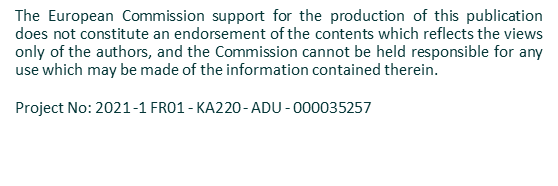 The European Commission support for the production of this publication
does not constitute an endorsement of the contents which reflects the views
only of the authors, and the Commission cannot be held responsible for any
use which may be made of the information contained therein.
Project No: 2021-1 FR01 - KA220- ADU - 000035257